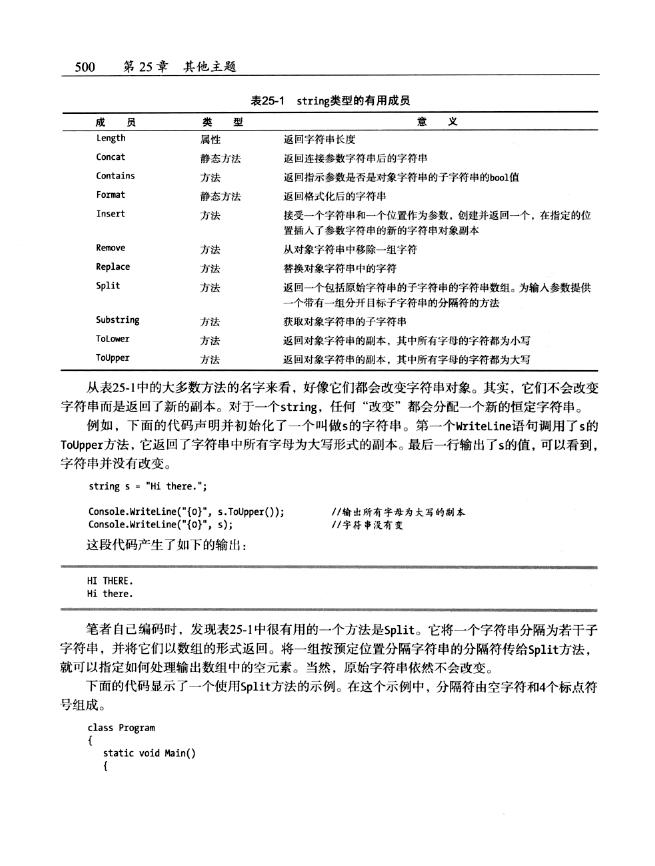 500 第 25 章 其他主题
表25-1 string类型的有用成员
成 员 类 型 意 义
Length 属性 返回字符串长度
Concat 静态方法 返回连接参数字符串后的字符串
Contains 方法 返回指示参数是否是对象字符串的子字符串的bool值
Format 静态方法 返回格式化后的字符串
Insert 方法 接受一个字符串和一个位置作为参数，创建并返回一个，在指定的位
置插入了参数字符串的新的字符串对象副本
Remove 方法 从对象字符串中移除一组字符
Replace 方法 替换对象字符串中的字符
Split 方法 返回一个包括原始字符串的子字符串的字符串数组。为输入参数提供
一个带有一组分开目标子字符串的分隔符的方法
Substring 方法 获取对象字符串的子字符串
ToLower 方法 返回对象字符串的副本，其中所有字母的字符都为小写
ToUpper 方法 返回对象字符串的副本，其中所有字母的字符都为大写
从表25-1中的大多数方法的名字来看，好像它们都会改变字符串对象。其实，它们不会改变
字符串而是返回了新的副本。对于一个string，任何“改变”都会分配一个新的恒定字符串。
例如，下面的代码声明并初始化了一个叫做s的字符串。第一个WriteLine语句调用了s的
ToUpper方法，它返回了字符串中所有字母为大写形式的副本。最后一行输出了s的值，可以看到，
字符串并没有改变。
string s = "Hi there.";
Console.WriteLine("{0}", s.ToUpper()); //输出所有字母为大写的副本
Console.WriteLine("{0}", s); //字符串没有变
这段代码产生了如下的输出：
HI THERE.
Hi there.
笔者自己编码时，发现表25-1中很有用的一个方法是Split。它将一个字符串分隔为若干子
字符串，并将它们以数组的形式返回。将一组按预定位置分隔字符串的分隔符传给Split方法，
就可以指定如何处理输出数组中的空元素。当然，原始字符串依然不会改变。
下面的代码显示了一个使用Split方法的示例。在这个示例中，分隔符由空字符和4个标点符
号组成。
class Program
{
static void Main()
{